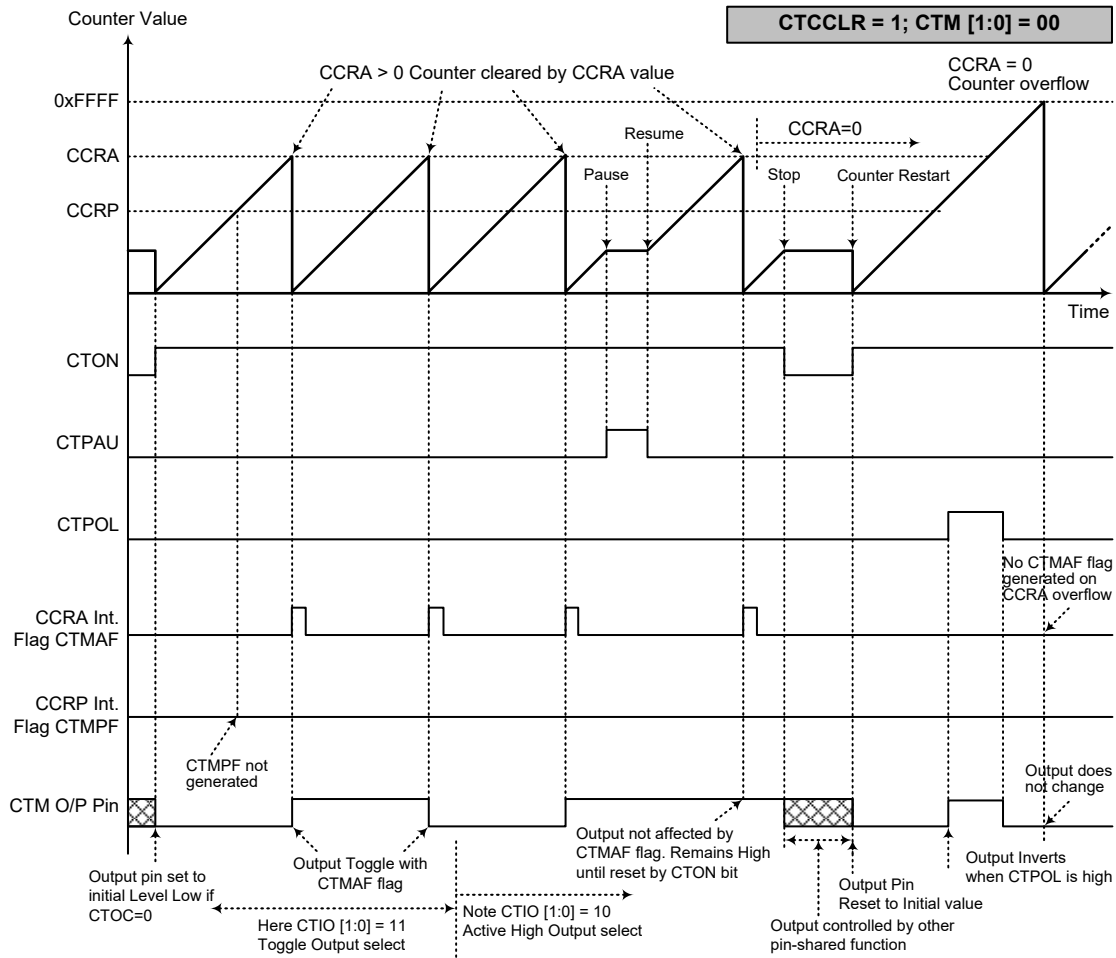 Counter Value
CTCCLR = 1; CTM [1:0] = 00
CCRA > 0 Counter cleared by CCRA value
CCRA = 0
Counter overflow
0xFFFF
CCRA
CCRP
Resume
CCRA=0
Pause
Stop
Counter Restart
Time
CTON
CTPAU
CTPOL
No CTMAF flag
generated on
CCRA overflow
CCRA Int.
Flag CTMAF
CCRP Int.
Flag CTMPF
CTMPF not
generated
CTM O/P Pin
Output does
not change
Output pin set to
initial Level Low if
CTOC=0
Output Toggle with
CTMAF flag
Output not affected by
CTMAF flag. Remains High
until reset by CTON bit
Output Inverts
when CTPOL is high
Output Pin
Reset to Initial value
Here CTIO [1:0] = 11
Toggle Output select
Note CTIO [1:0] = 10
Active High Output select
Output controlled by other
pin-shared function